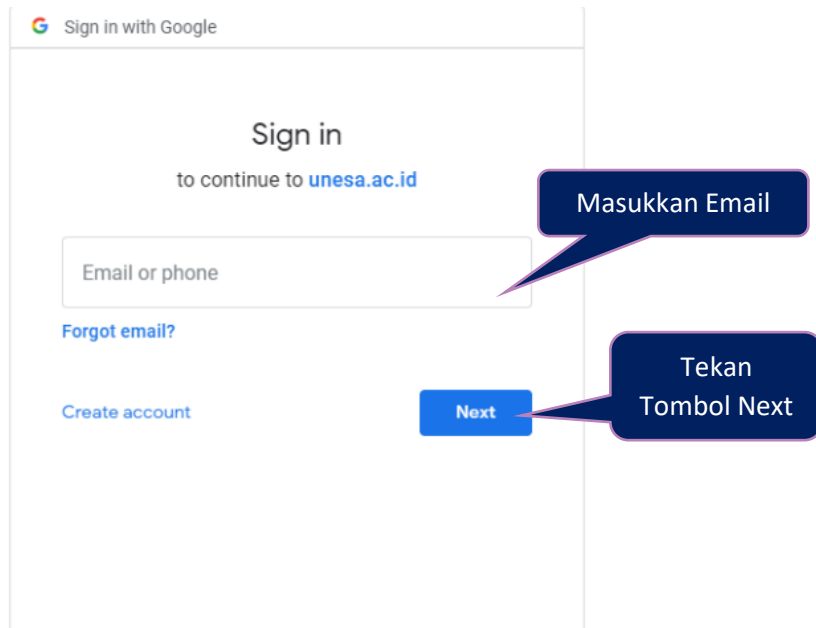 Sign in with Google
Sign in
to continue to unesa.ac.id
Masukkan Email
Email or phone
Forgot email?
Tekan
Tombol Next
Create account
Next